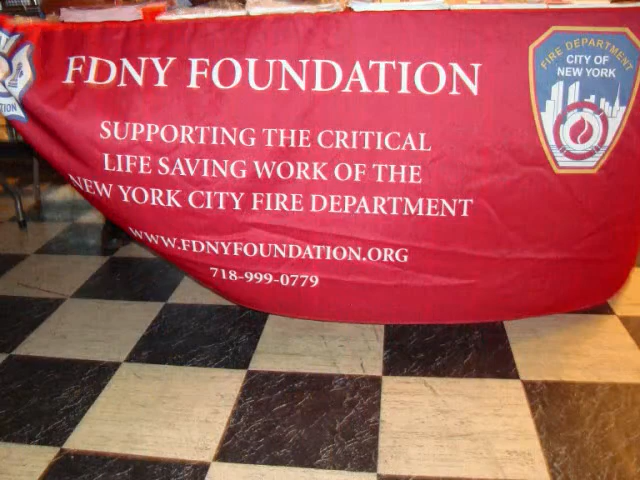 FDNY FOUNDATION
FIRE DEPARTMENT
CITY OF
NEW YORK
SUPPORTING THE CRITICAL
LIFE SAVING WORK OF THE
NEW YORK CITY FIRE DEPARTMENT
WWW.FDNYFOUNDATION.ORG
718-999-0779